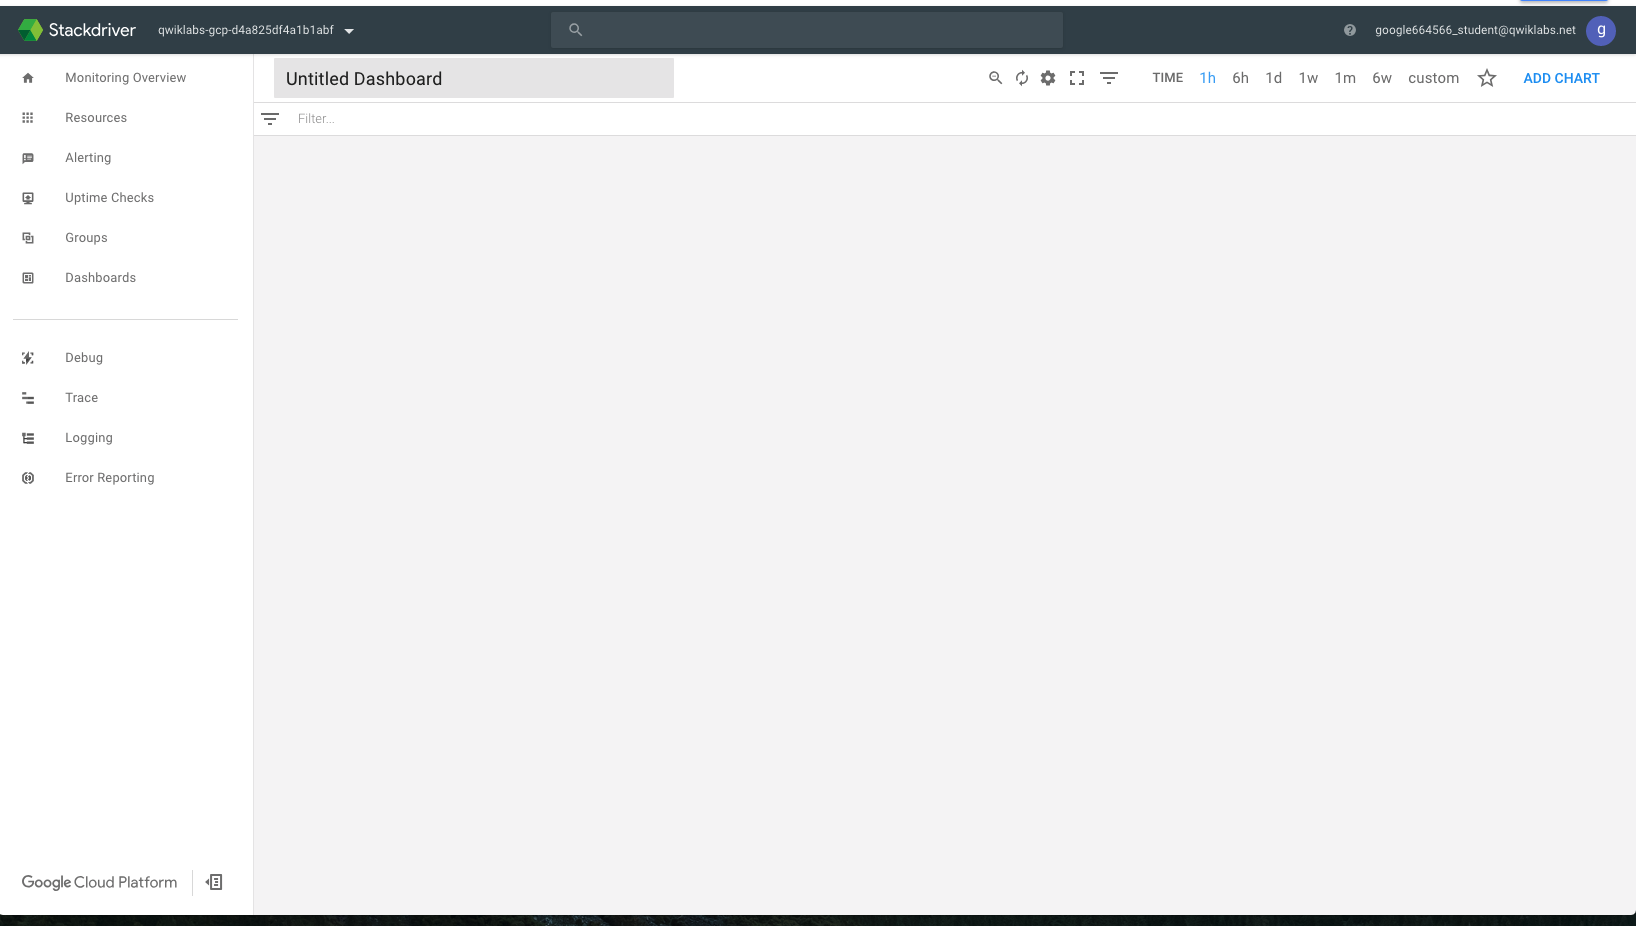 Stackdriver qwiklabs-gcp-d4a825df4a1b1abf google664566_student@qwiklabs.net g
Untitled Dashboard TIME 1h 6h 1d 1w 1m 6w custom ADD CHART
Filter...
Monitoring Overview
Resources
Alerting
Uptime Checks
Groups
Dashboards
Debug
Trace
Logging
Error Reporting
Google Cloud Platform